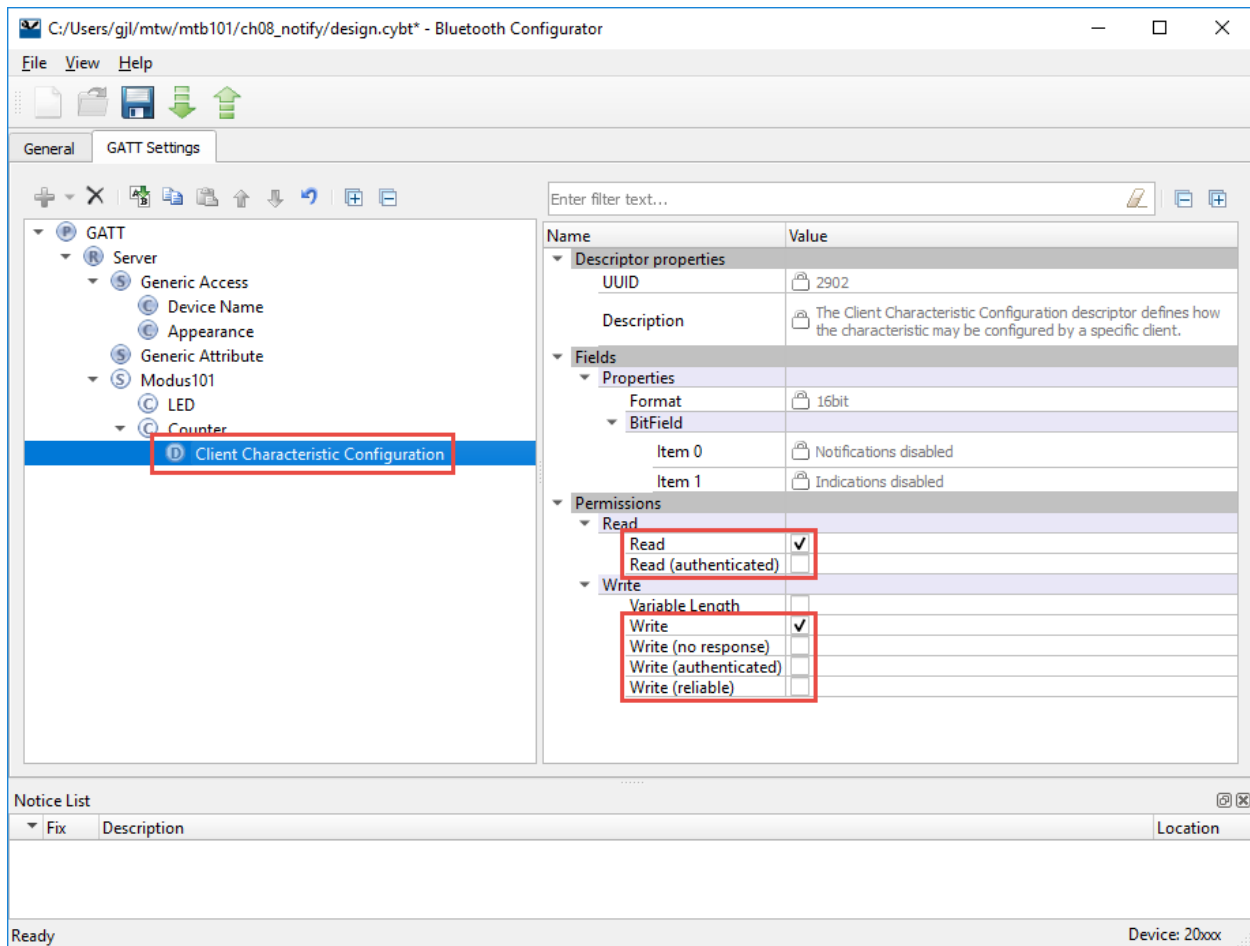 C:/Users/gjl/mtw/mtb101/ch08_notify/design.cybt* - Bluetooth Configurator
File View Help
General GATT Settings
Enter filter text...
GATT
Server
Generic Access
Device Name
Appearance
Generic Attribute
Modus101
LED
Counter
Client Characteristic Configuration
Name Value
Descriptor properties
UUID 2902
Description The Client Characteristic Configuration descriptor defines how
the characteristic may be configured by a specific client.
Fields
Properties
Format 16bit
BitField
Item 0 Notifications disabled
Item 1 Indications disabled
Permissions
Read
Read
Read (authenticated)
Write
Variable Length
Write
Write (no response)
Write (authenticated)
Write (reliable)
Notice List
Fix Description Location
Ready Device: 20xxx